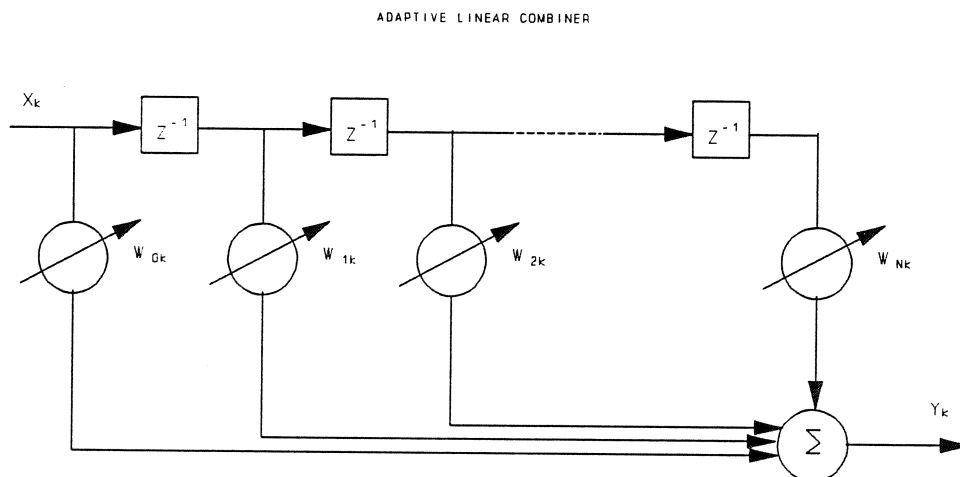 ADAPTIVE LINEAR COMBINER
Xk
Z⁻¹
Z⁻¹
Z⁻¹
W0k
W1k
W2k
WNk
Yk
Σ